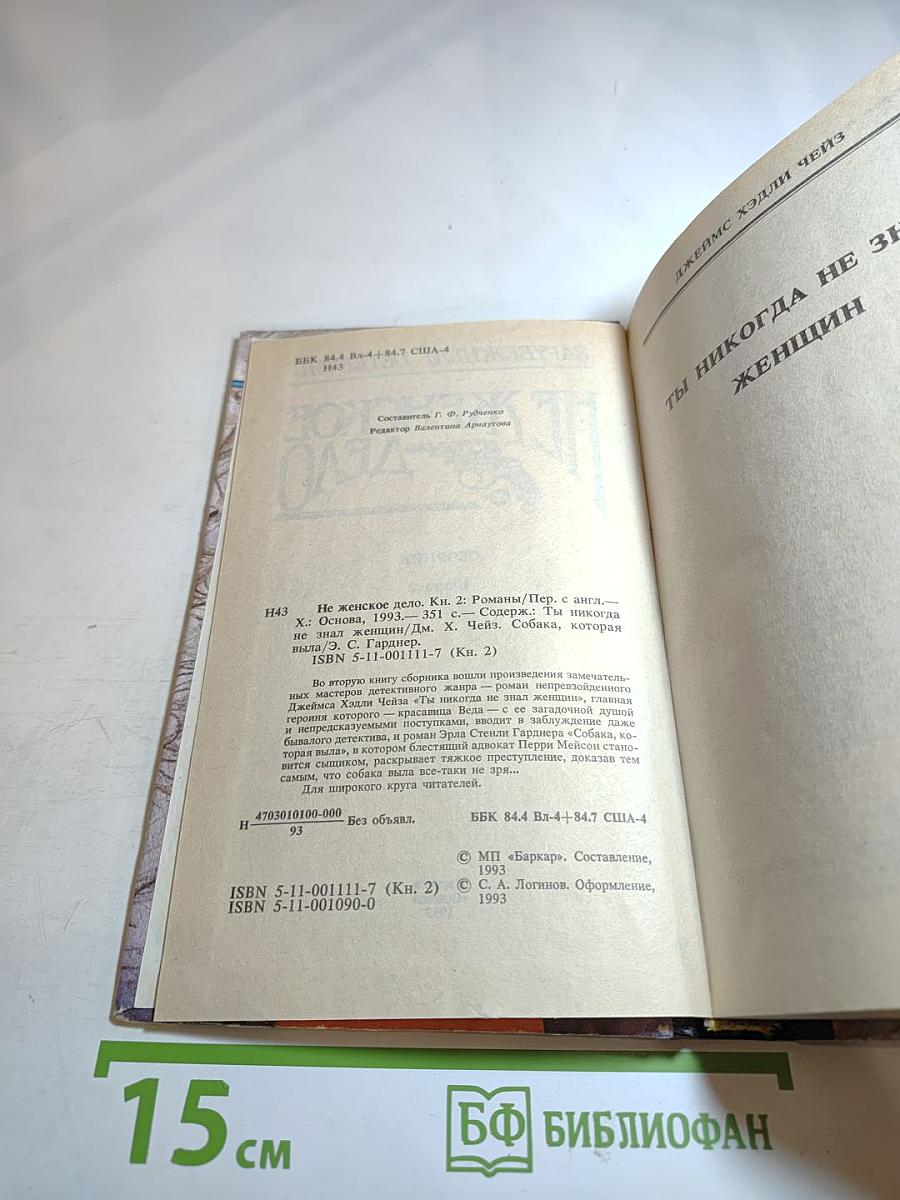 ББК 84.4 Вл-4+84.7 США-4
Н43
Составитель Г. Ф. Рудченко
Редактор Валентина Арнаутова
Н43 Не женское дело. Кн. 2: Романы/Пер. с англ.—
Х.: Основа, 1993.— 351 с.— Содерж.: Ты никогда
не знал женщин/Дм. Х. Чейз. Собака, которая
выла/Э. С. Гарднер.
ISBN 5-11-001111-7 (Кн. 2)
Во вторую книгу сборника вошли произведения замечатель-
ных мастеров детективного жанра — роман непревзойденного
Джеймса Хэдли Чейза «Ты никогда не знал женщин», главная
героиня которого — красавица Веда — с ее загадочной душой
и непредсказуемыми поступками, вводит в заблуждение даже
бывалого детектива, и роман Эрла Стенли Гарднера «Собака, ко-
торая выла», в котором блестящий адвокат Перри Мейсон стано-
вится сыщиком, раскрывает тяжкое преступление, доказав тем
самым, что собака выла все-таки не зря...
Для широкого круга читателей.
Н 4703010100-000 Без объявл.
93
ББК 84.4 Вл-4+84.7 США-4
© МП «Баркар». Составление,
1993
ISBN 5-11-001111-7 (Кн. 2)
ISBN 5-11-001090-0
© С. А. Логинов. Оформление,
1993
ДЖЕЙМС ХЭДЛИ ЧЕЙЗ
ТЫ НИКОГДА НЕ ЗН
ЖЕНЩИН
15 см
БФ БИБЛИОФАН